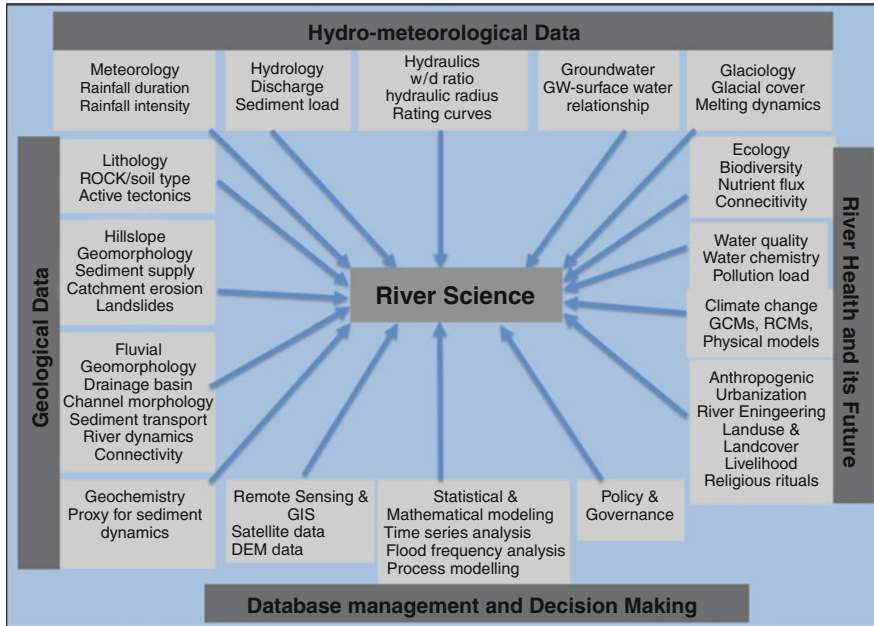 Hydro-meteorological Data
Meteorology
Rainfall duration
Rainfall intensity
Hydrology
Discharge
Sediment load
Hydraulics
w/d ratio
hydraulic radius
Rating curves
Groundwater
GW-surface water
relationship
Glaciology
Glacial cover
Melting dynamics
Geological Data
Lithology
ROCK/soil type
Active tectonics
Hillslope
Geomorphology
Sediment supply
Catchment erosion
Landslides
Fluvial
Geomorphology
Drainage basin
Channel morphology
Sediment transport
River dynamics
Connectivity
Geochemistry
Proxy for sediment
dynamics
River Science
Ecology
Biodiversity
Nutrient flux
Connecitivity
Water quality
Water chemistry
Pollution load
Climate change
GCMs, RCMs,
Physical models
Anthropogenic
Urbanization
River Eningeering
Landuse &
Landcover
Livelihood
Religious rituals
River Health and its Future
Remote Sensing &
GIS
Satellite data
DEM data
Statistical &
Mathematical modeling
Time series analysis
Flood frequency analysis
Process modelling
Policy &
Governance
Database management and Decision Making